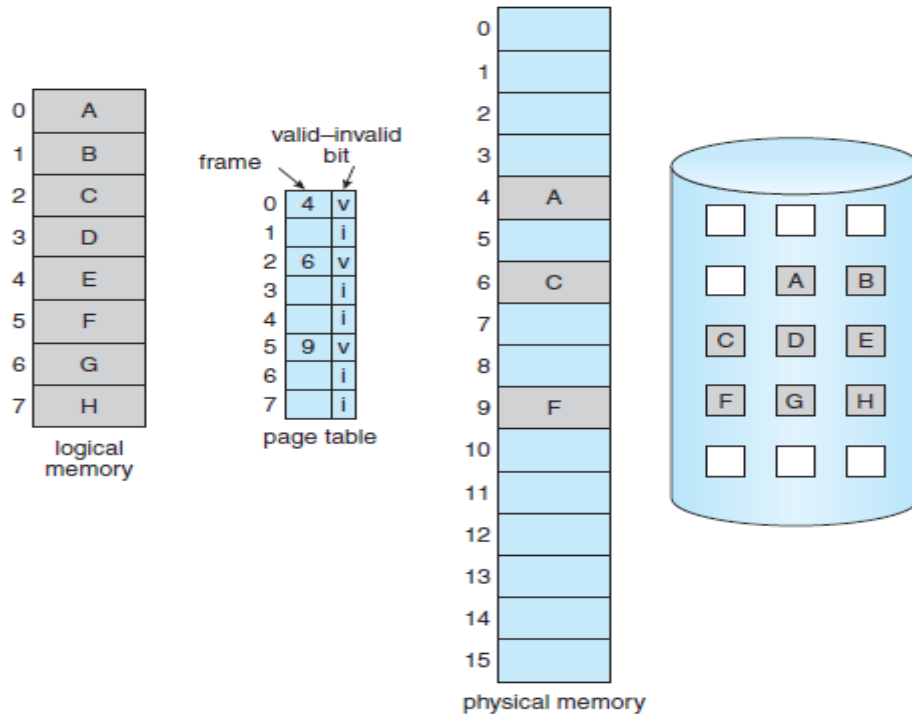 0 A
1 B
2 C
3 D
4 E
5 F
6 G
7 H
logical
memory
valid–invalid
bit
frame
0 4 v
1 i
2 6 v
3 i
4 i
5 9 v
6 i
7 i
page table
0
1
2
3
4 A
5
6 C
7
8
9 F
10
11
12
13
14
15
physical memory
A B
C D E
F G H